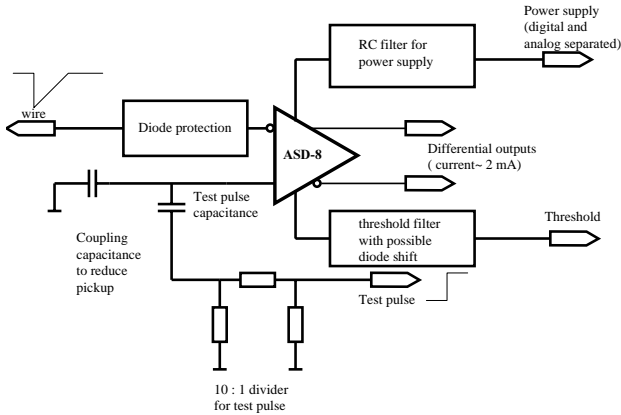 Power supply
(digital and
analog separated)
RC filter for
power supply
wire
Diode protection
ASD-8
Differential outputs
( current~ 2 mA)
Test pulse
capacitance
Coupling
capacitance
to reduce
pickup
threshold filter
with possible
diode shift
Threshold
Test pulse
10 : 1 divider
for test pulse